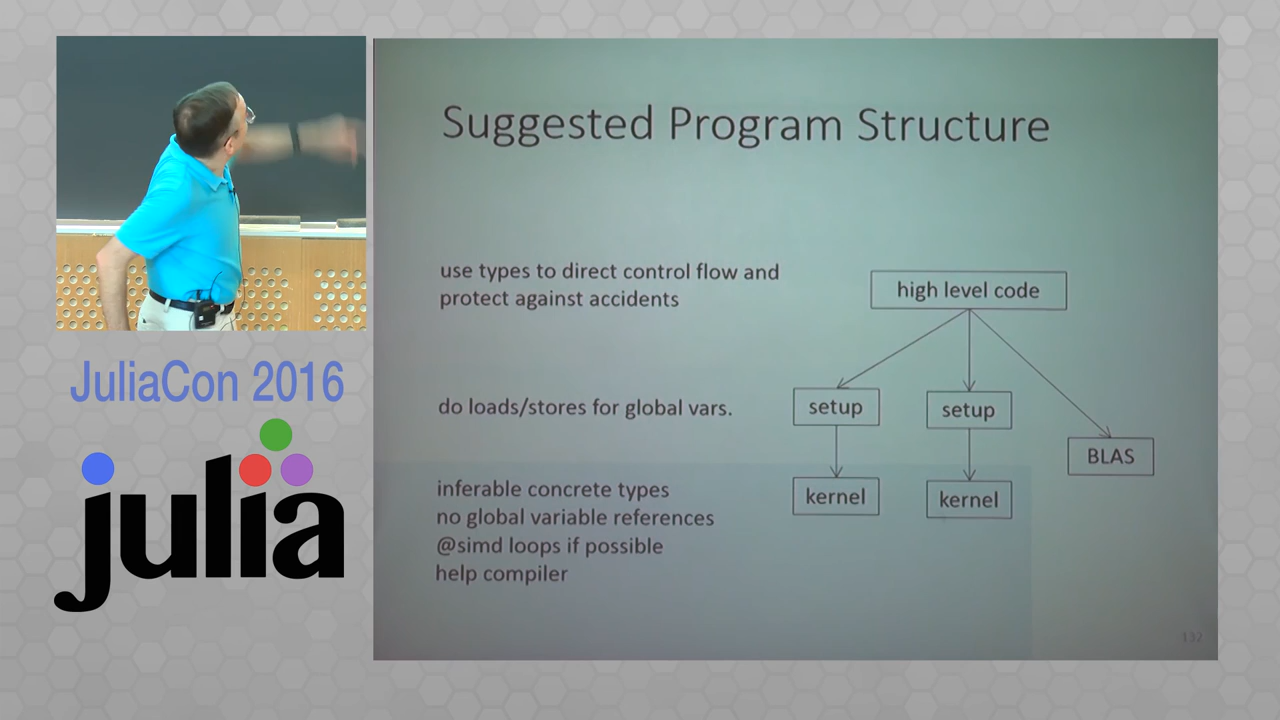 Suggested Program Structure
use types to direct control flow and
protect against accidents
high level code
do loads/stores for global vars.
setup
setup
BLAS
inferable concrete types
no global variable references
@simd loops if possible
help compiler
kernel
kernel
132
JuliaCon 2016
julia